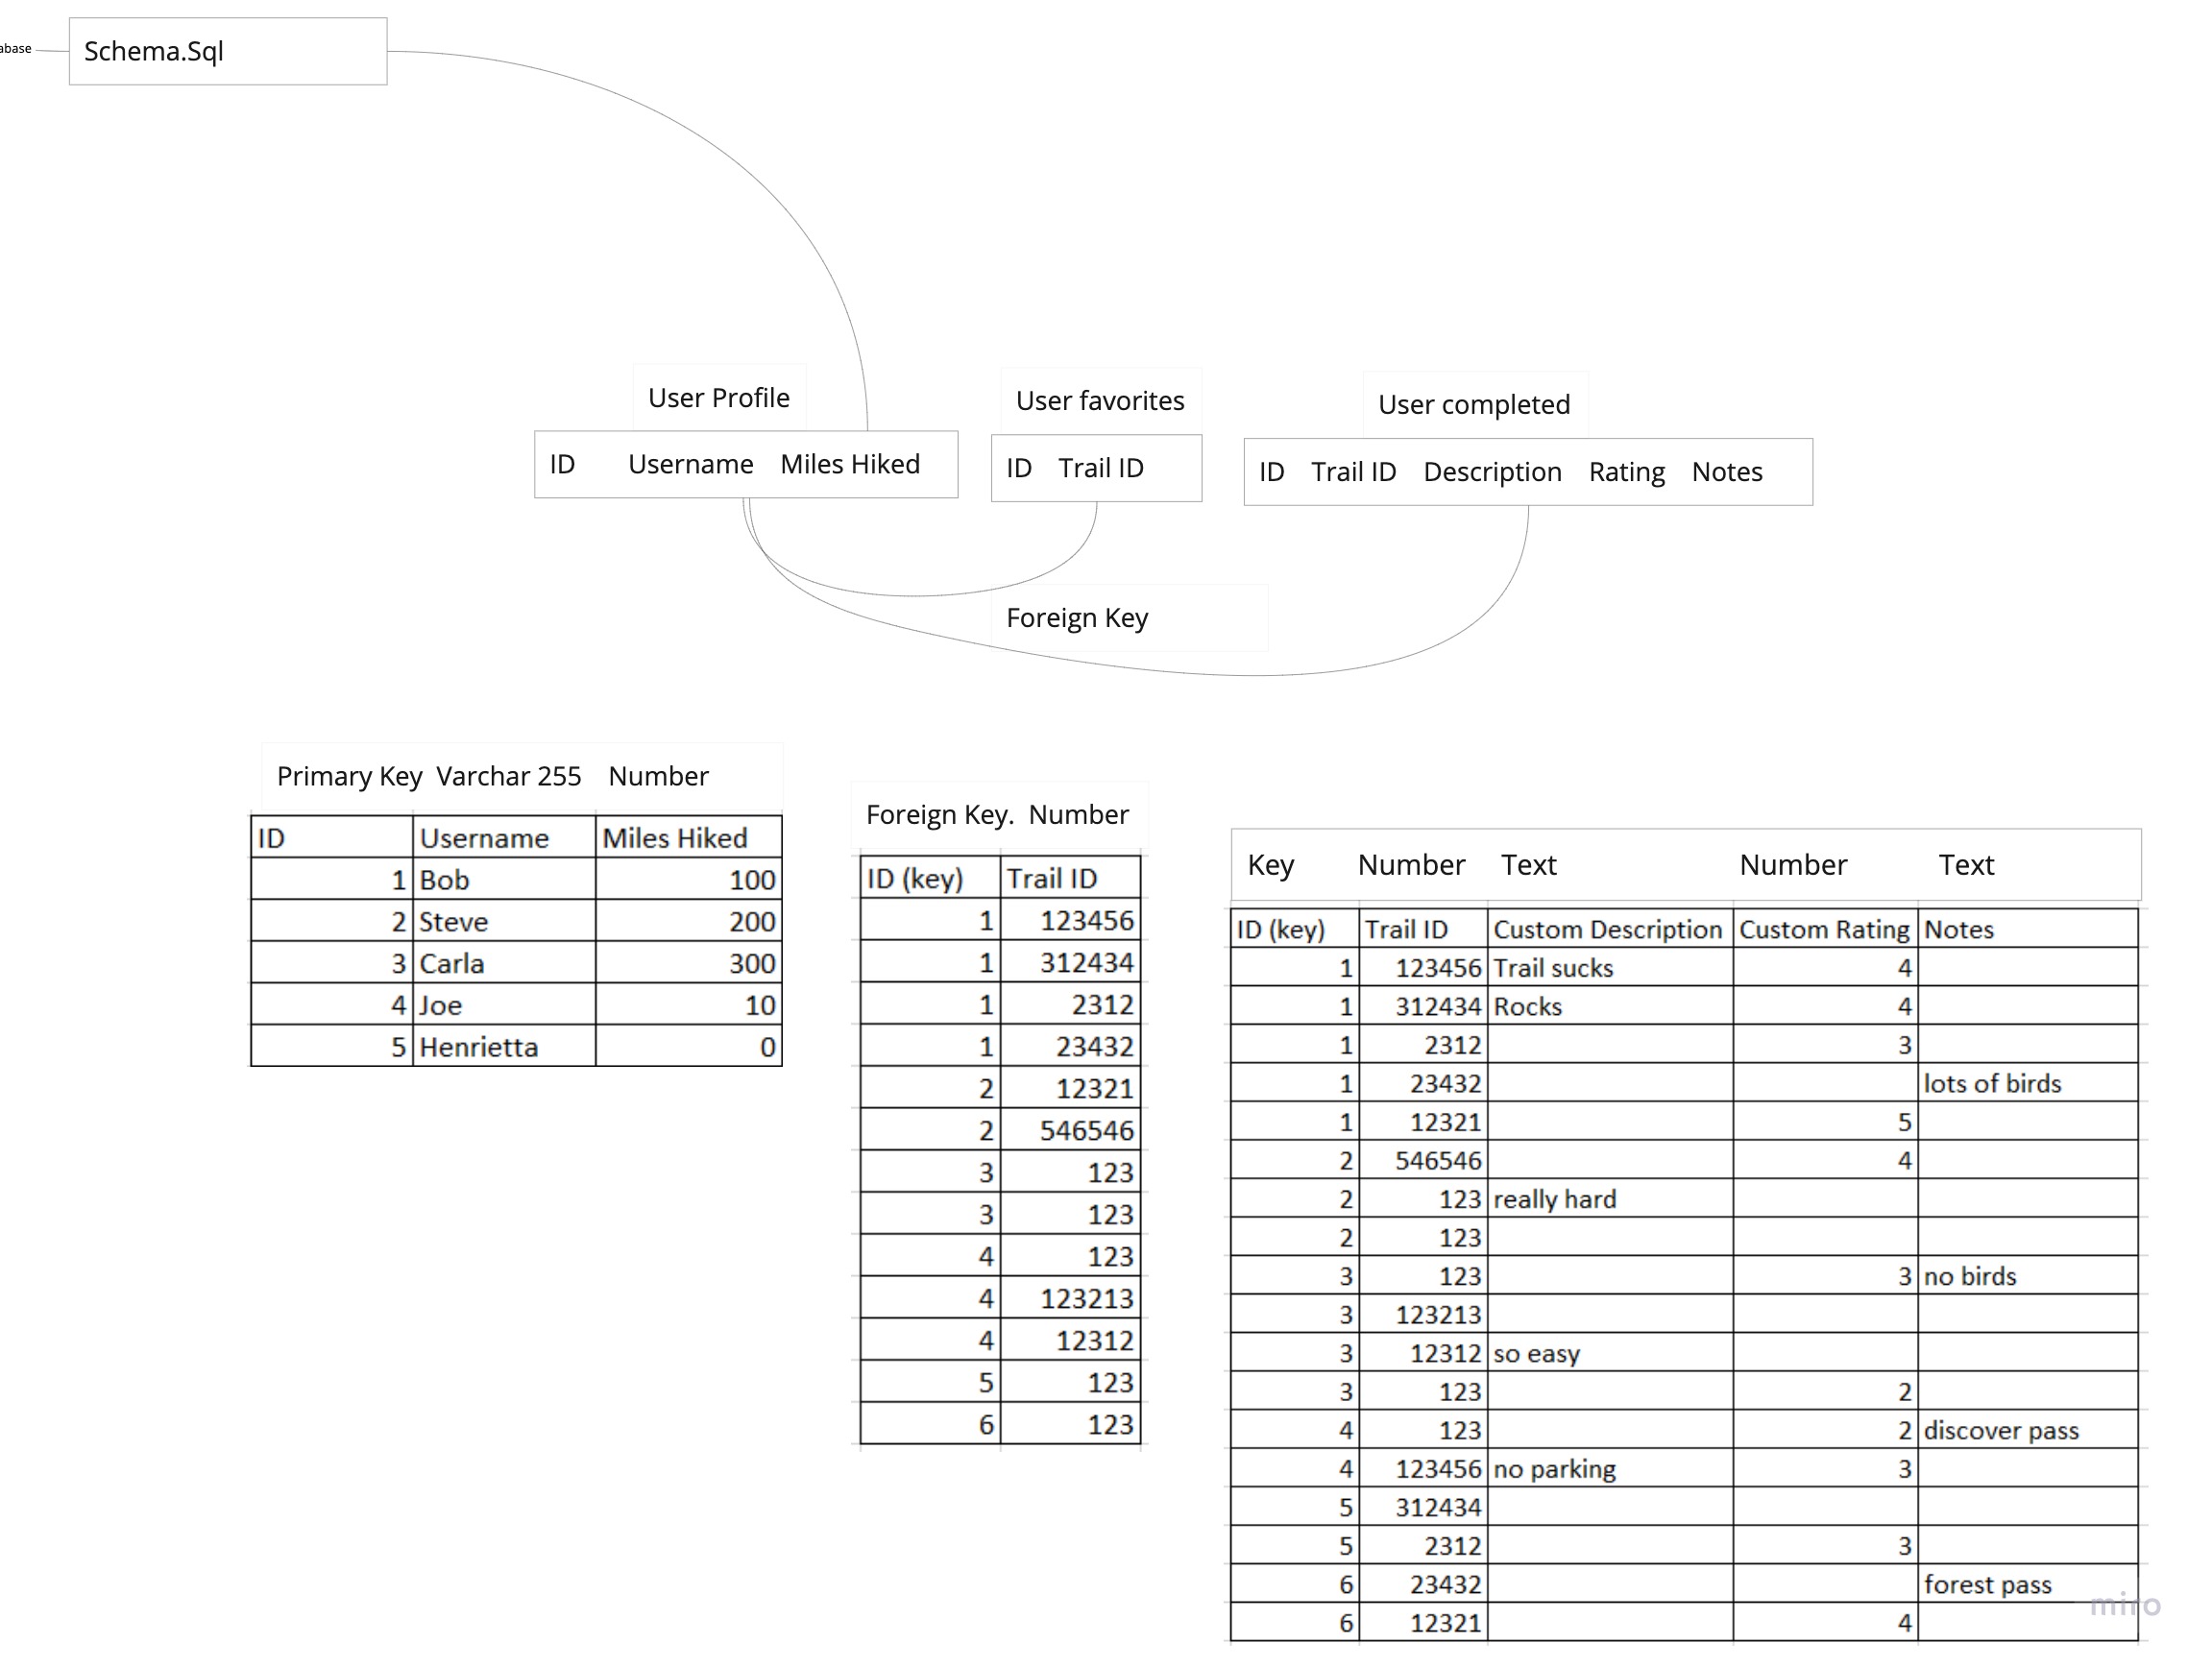 abase
Schema.Sql
User Profile
ID Username Miles Hiked
User favorites
ID Trail ID
User completed
ID Trail ID Description Rating Notes
Foreign Key
Primary Key Varchar 255 Number
ID Username Miles Hiked
1 Bob 100
2 Steve 200
3 Carla 300
4 Joe 10
5 Henrietta 0
Foreign Key. Number
ID (key) Trail ID
1 123456
1 312434
1 2312
1 23432
2 12321
2 546546
3 123
3 123
4 123
4 123213
4 12312
5 123
6 123
Key Number Text Number Text
ID (key) Trail ID Custom Description Custom Rating Notes
1 123456 Trail sucks 4
1 312434 Rocks 4
1 2312 3
1 23432 lots of birds
1 12321 5
2 546546 4
2 123 really hard
2 123
3 123 3 no birds
3 123213
3 12312 so easy
3 123 2
4 123 2 discover pass
4 123456 no parking 3
5 312434
5 2312 3
6 23432 forest pass
6 12321 4
miro